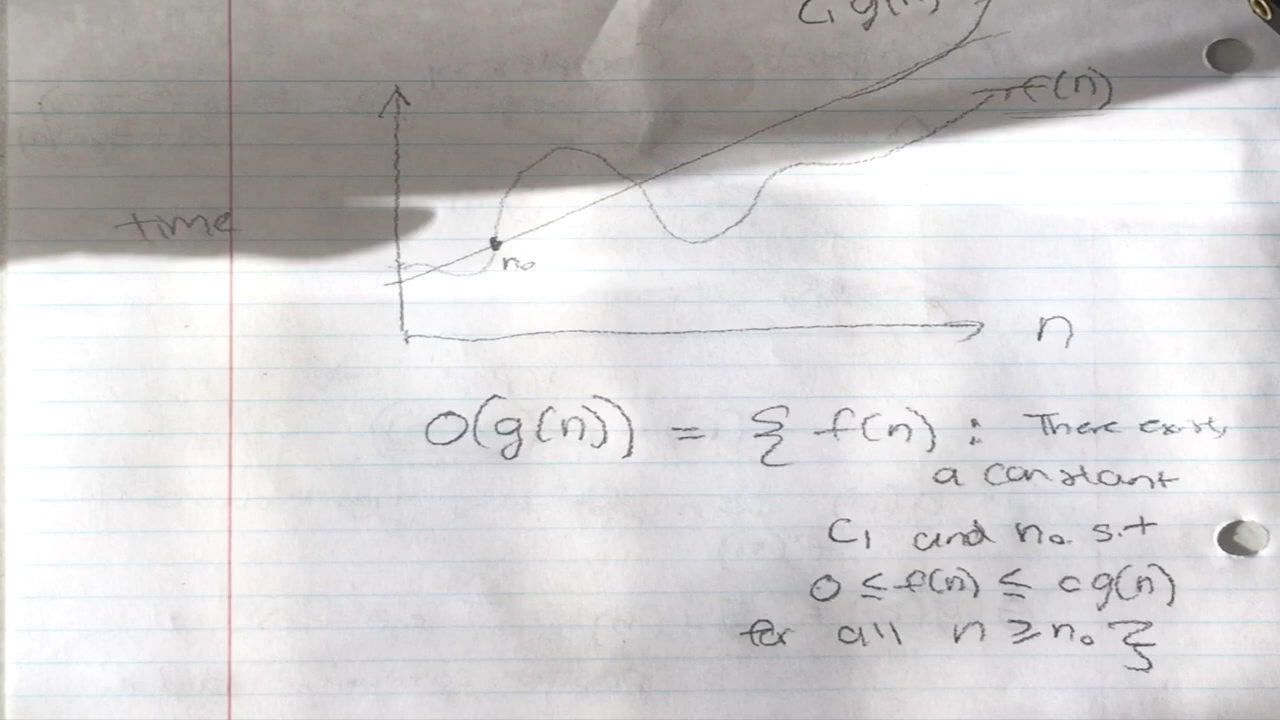 C₁ g(n)
f(n)
time
n₀
n
O(g(n)) = { f(n) : There exists
a constant
C₁ and n₀ s.t
0 ≤ f(n) ≤ c g(n)
for all n ≥ n₀ }